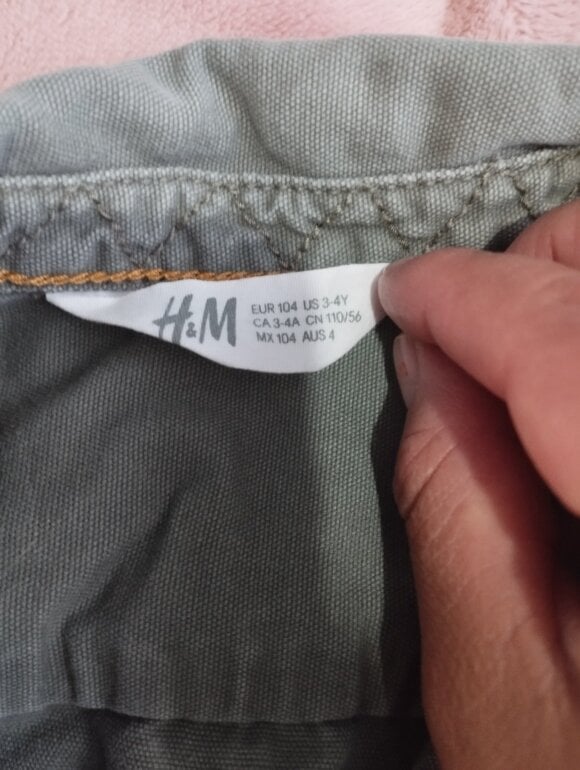 H&M
EUR 104 US 3-4Y
CA 3-4A CN 110/56
MX 104 AUS 4